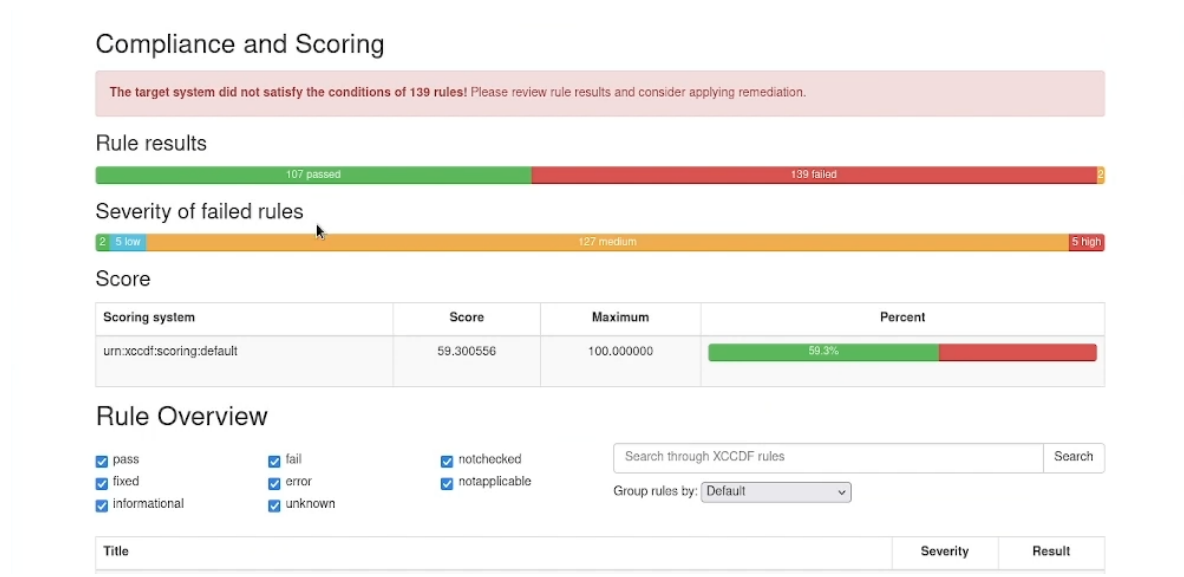 Compliance and Scoring
The target system did not satisfy the conditions of 139 rules! Please review rule results and consider applying remediation.
Rule results
107 passed 139 failed 2
Severity of failed rules
2 5 low 127 medium 5 high
Score
Scoring system Score Maximum Percent
urn:xccdf:scoring:default 59.300556 100.000000 59.3%
Rule Overview
pass fail notchecked
fixed error notapplicable
informational unknown
Search through XCCDF rules Search
Group rules by: Default
Title Severity Result